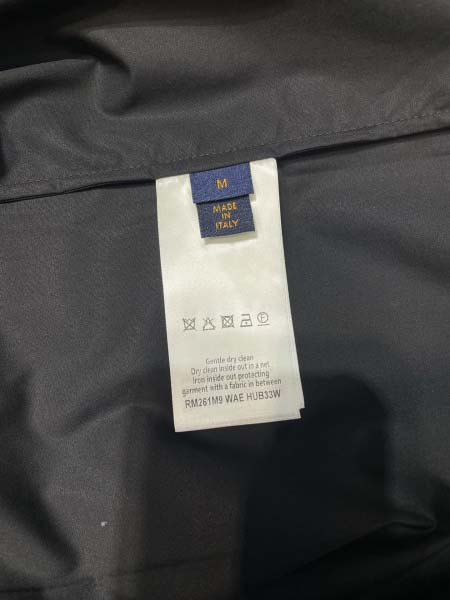 M
MADE
IN
ITALY
F
Gentle dry clean
Dry clean inside out in a net
Iron inside out protecting
garment with a fabric in between
RM261M9 WAE HUB33W